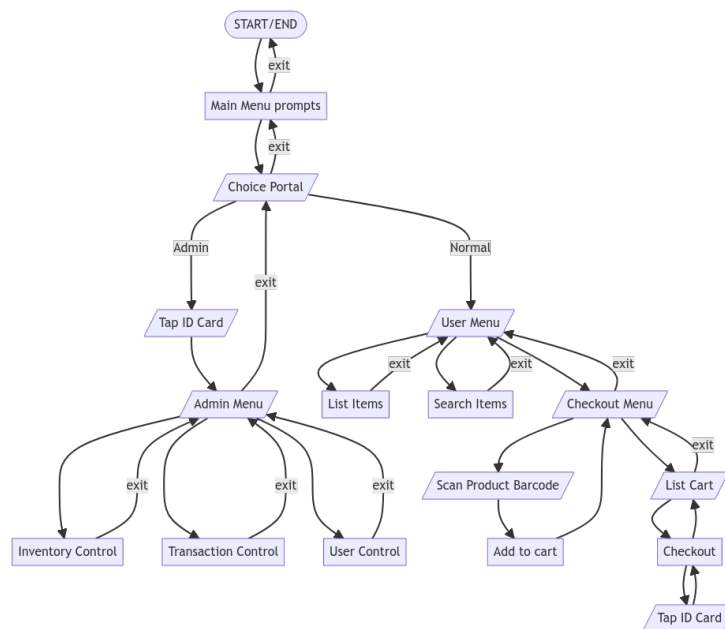 START/END
exit
Main Menu prompts
exit
Choice Portal
Admin
Normal
exit
Tap ID Card
User Menu
exit
exit
exit
Admin Menu
List Items
Search Items
Checkout Menu
exit
exit
exit
exit
Scan Product Barcode
List Cart
Inventory Control
Transaction Control
User Control
Add to cart
Checkout
Tap ID Card